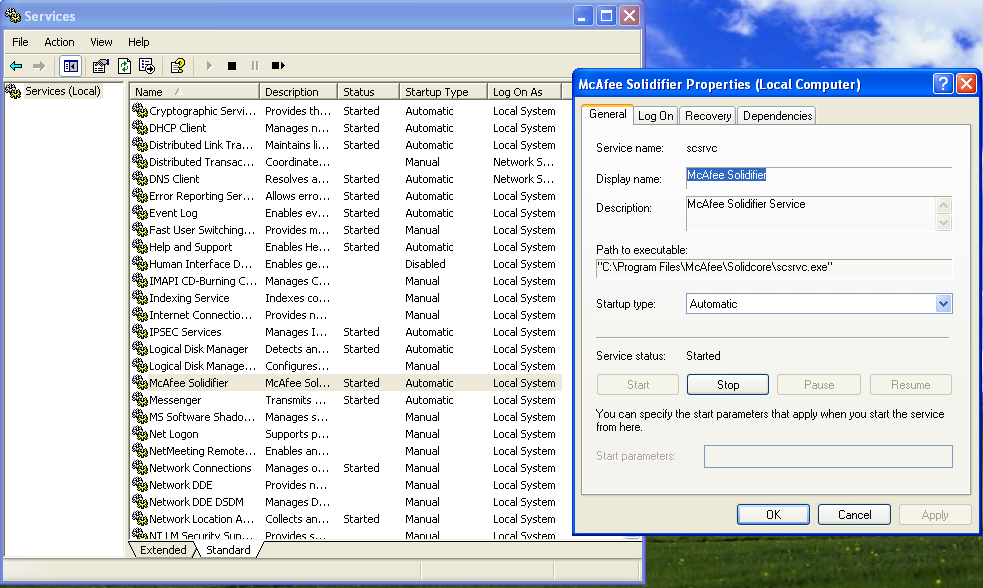 Services
File Action View Help
Services (Local)
Name Description Status Startup Type Log On As
Cryptographic Servi... Provides th... Started Automatic Local System
DHCP Client Manages n... Started Automatic Local System
Distributed Link Tra... Maintains li... Started Automatic Local System
Distributed Transac... Coordinate... Manual Network S...
DNS Client Resolves a... Started Automatic Network S...
Error Reporting Ser... Allows erro... Started Automatic Local System
Event Log Enables ev... Started Automatic Local System
Fast User Switching... Provides m... Started Manual Local System
Help and Support Enables He... Started Automatic Local System
Human Interface D... Enables ge... Disabled Local System
IMAPI CD-Burning C... Manages C... Manual Local System
Indexing Service Indexes co... Manual Local System
Internet Connectio... Provides n... Manual Local System
IPSEC Services Manages I... Started Automatic Local System
Logical Disk Manager Detects an... Started Automatic Local System
Logical Disk Manage... Configures... Manual Local System
McAfee Solidifier McAfee Sol... Started Automatic Local System
Messenger Transmits ... Started Automatic Local System
MS Software Shado... Manages s... Manual Local System
Net Logon Supports p... Manual Local System
NetMeeting Remote... Enables an... Manual Local System
Network Connections Manages o... Started Manual Local System
Network DDE Provides n... Manual Local System
Network DDE DSDM Manages D... Manual Local System
Network Location A... Collects an... Started Manual Local System
NT LM Security Sup... Provides s... Manual Local System
Extended Standard
McAfee Solidifier Properties (Local Computer)
General Log On Recovery Dependencies
Service name: scsrvc
Display name: McAfee Solidifier
Description: McAfee Solidifier Service
Path to executable:
"C:\Program Files\McAfee\Solidcore\scsrvc.exe"
Startup type: Automatic
Service status: Started
Start Stop Pause Resume
You can specify the start parameters that apply when you start the service
from here.
Start parameters:
OK Cancel Apply